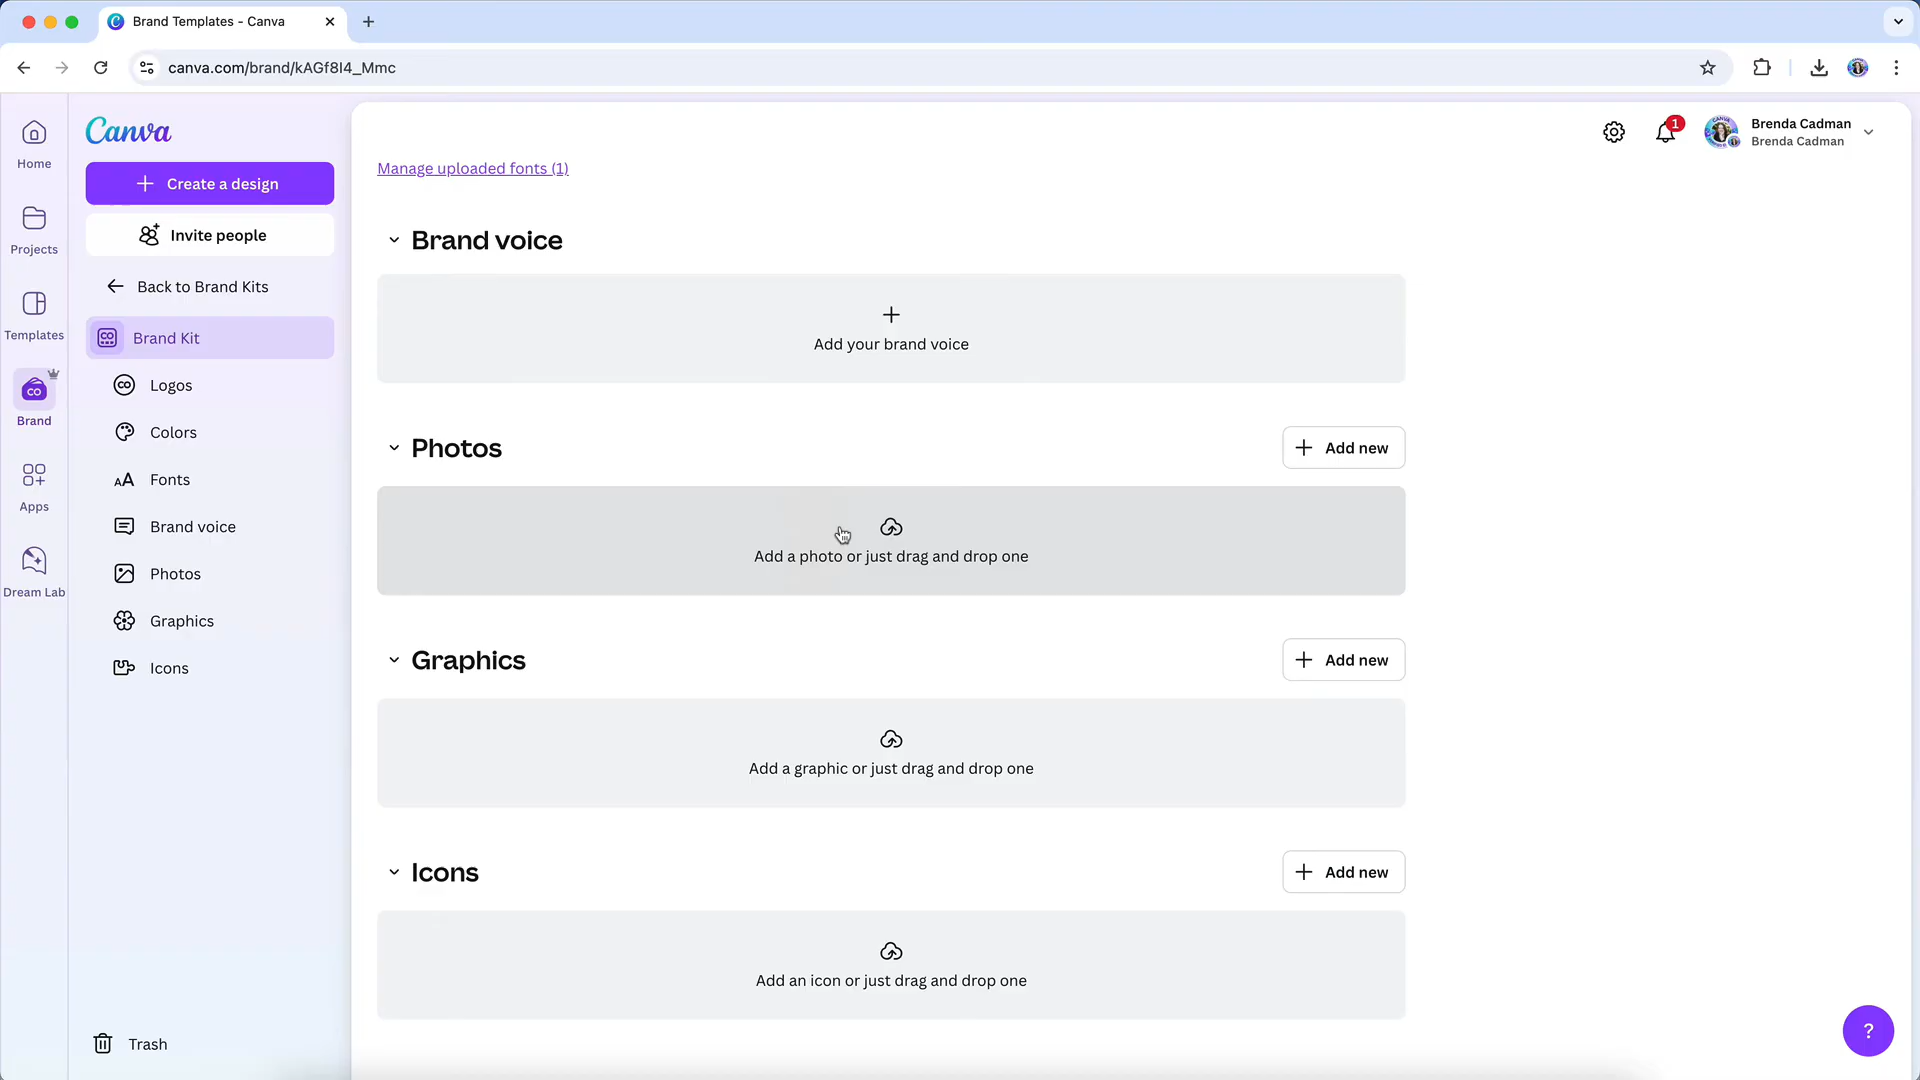 Brand Templates - Canva
canva.com/brand/kAGf8I4_Mmc
Home
Projects
Templates
Brand
Apps
Dream Lab
Canva
Create a design
Invite people
Back to Brand Kits
Brand Kit
Logos
Colors
Fonts
Brand voice
Photos
Graphics
Icons
Trash
1
Brenda Cadman
Brenda Cadman
Manage uploaded fonts (1)
Brand voice
Add your brand voice
Photos
Add new
Add a photo or just drag and drop one
Graphics
Add new
Add a graphic or just drag and drop one
Icons
Add new
Add an icon or just drag and drop one
?